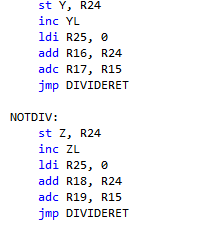 st Y, R24
inc YL
ldi R25, 0
add R16, R24
adc R17, R15
jmp DIVIDERET
NOTDIV:
st Z, R24
inc ZL
ldi R25, 0
add R18, R24
adc R19, R15
jmp DIVIDERET